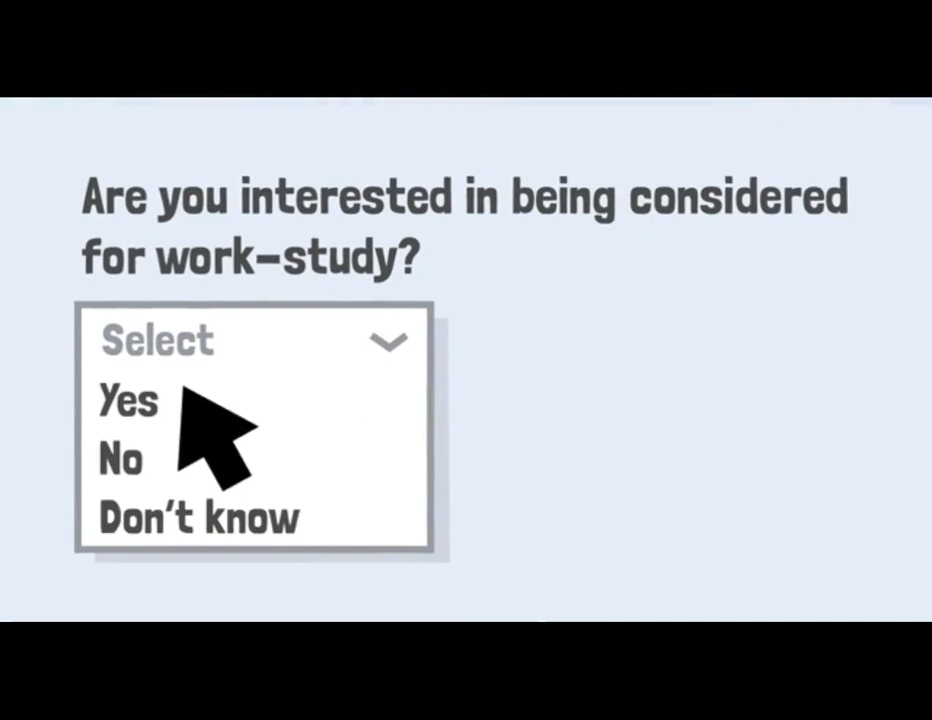 Are you interested in being considered
for work-study?
Select
Yes
No
Don't know